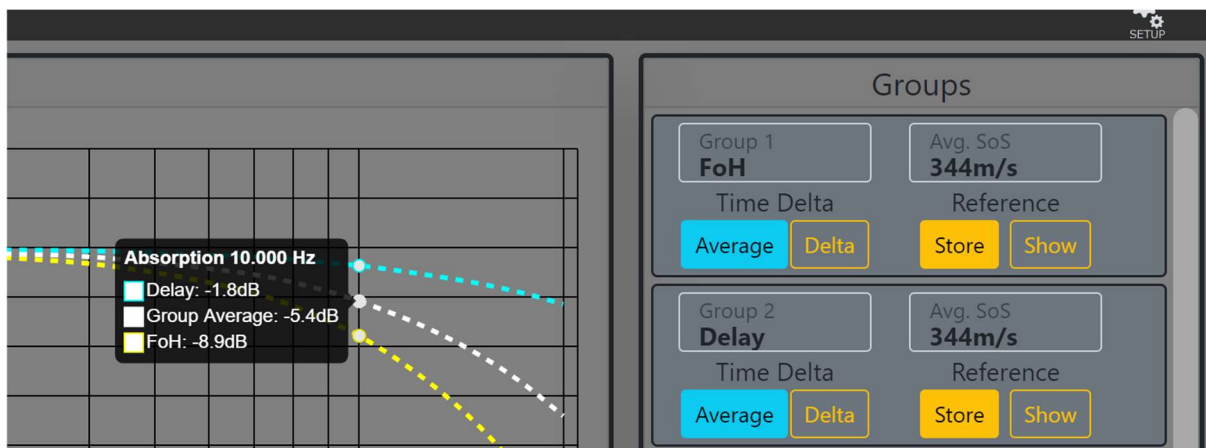 SETUP
Absorption 10.000 Hz
Delay: -1.8dB
Group Average: -5.4dB
FoH: -8.9dB
Groups
Group 1
FoH
Avg. SoS
344m/s
Time Delta
Reference
Average Delta
Store Show
Group 2
Delay
Avg. SoS
344m/s
Time Delta
Reference
Average Delta
Store Show